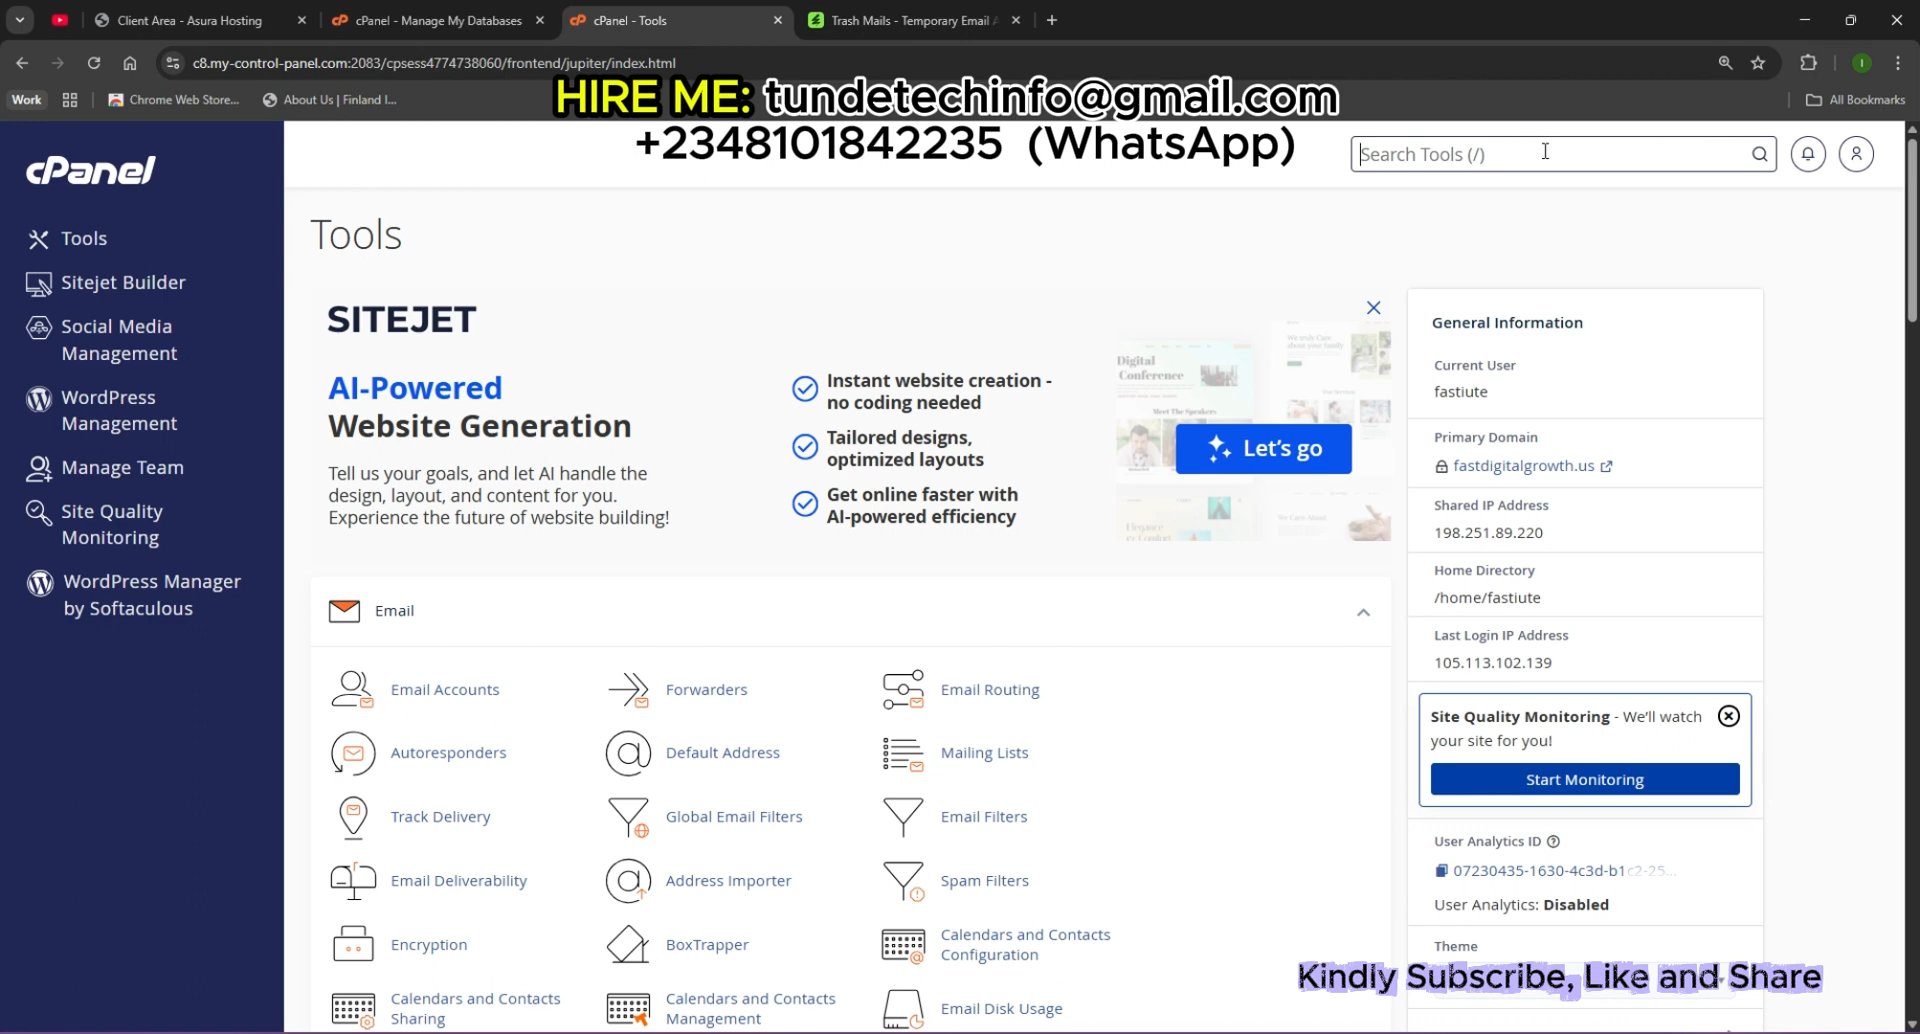 Client Area - Asura Hosting
cPanel - Manage My Databases
cPanel - Tools
Trash Mails - Temporary Email
c8.my-control-panel.com:2083/cpsess4774738060/frontend/jupiter/index.html
Work
Chrome Web Store...
About Us | Finland I...
All Bookmarks
HIRE ME: tundetechinfo@gmail.com
+2348101842235 (WhatsApp)
cPanel
Search Tools (/)
Tools
Sitejet Builder
Social Media
Management
WordPress
Management
Manage Team
Site Quality
Monitoring
WordPress Manager
by Softaculous
Tools
SITEJET
AI-Powered
Website Generation
Tell us your goals, and let AI handle the
design, layout, and content for you.
Experience the future of website building!
Instant website creation -
no coding needed
Tailored designs,
optimized layouts
Get online faster with
AI-powered efficiency
Digital
Conference
Meet The Speakers
Let's go
Email
Email Accounts
Forwarders
Email Routing
Autoresponders
Default Address
Mailing Lists
Track Delivery
Global Email Filters
Email Filters
Email Deliverability
Address Importer
Spam Filters
Encryption
BoxTrapper
Calendars and Contacts
Configuration
Calendars and Contacts
Sharing
Calendars and Contacts
Management
Email Disk Usage
General Information
Current User
fastiute
Primary Domain
fastdigitalgrowth.us
Shared IP Address
198.251.89.220
Home Directory
/home/fastiute
Last Login IP Address
105.113.102.139
Site Quality Monitoring - We'll watch
your site for you!
Start Monitoring
User Analytics ID
07230435-1630-4c3d-b1c2-25...
User Analytics: Disabled
Theme
Kindly Subscribe, Like and Share